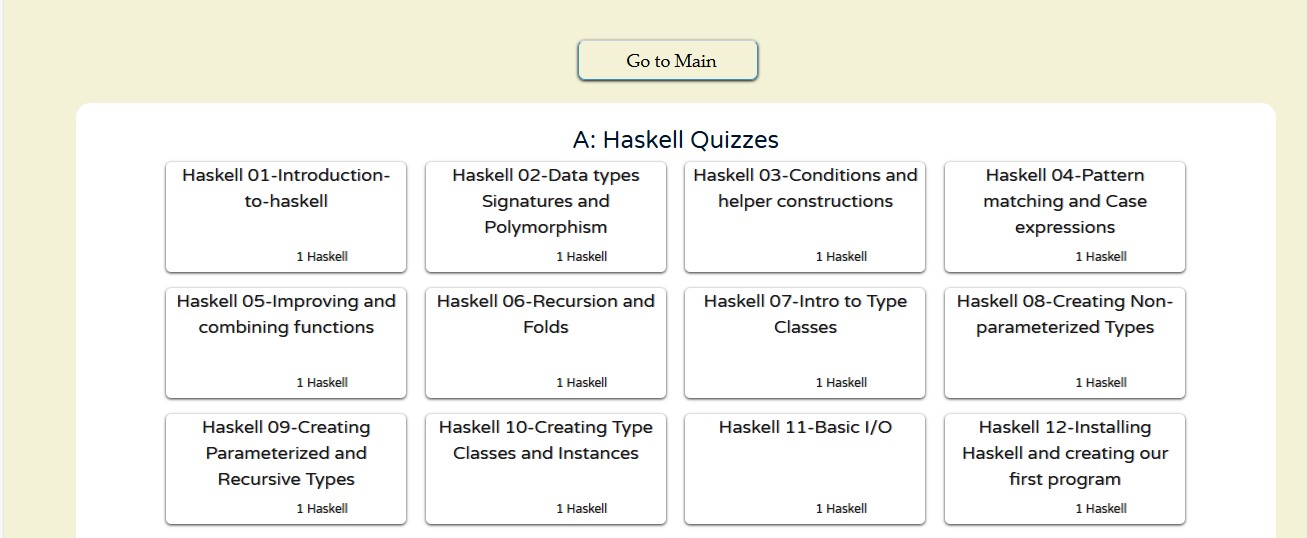 Go to Main
A: Haskell Quizzes
Haskell 01-Introduction-
to-haskell
1 Haskell
Haskell 02-Data types
Signatures and
Polymorphism
1 Haskell
Haskell 03-Conditions and
helper constructions
1 Haskell
Haskell 04-Pattern
matching and Case
expressions
1 Haskell
Haskell 05-Improving and
combining functions
1 Haskell
Haskell 06-Recursion and
Folds
1 Haskell
Haskell 07-Intro to Type
Classes
1 Haskell
Haskell 08-Creating Non-
parameterized Types
1 Haskell
Haskell 09-Creating
Parameterized and
Recursive Types
1 Haskell
Haskell 10-Creating Type
Classes and Instances
1 Haskell
Haskell 11-Basic I/O
1 Haskell
Haskell 12-Installing
Haskell and creating our
first program
1 Haskell